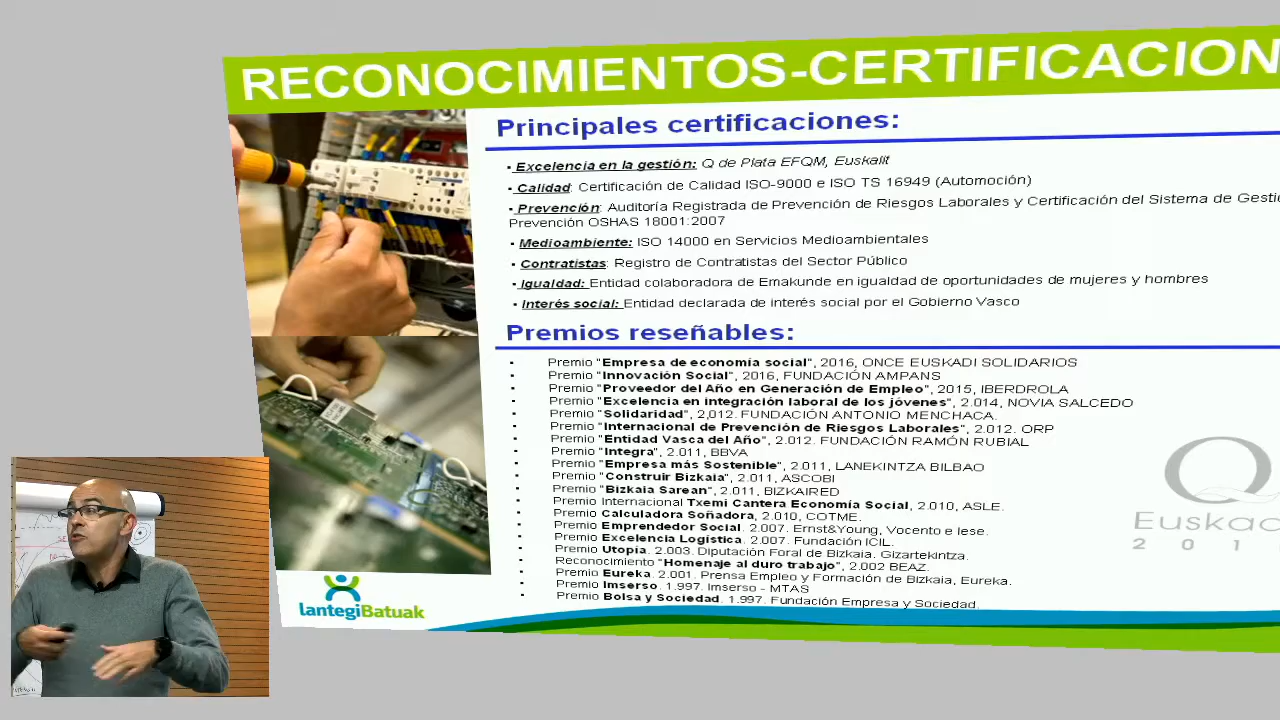 RECONOCIMIENTOS-CERTIFICACION
Principales certificaciones:
▪ Excelencia en la gestión: Q de Plata EFQM, Euskalit
▪ Calidad: Certificación de Calidad ISO-9000 e ISO TS 16949 (Automoción)
▪ Prevención: Auditoría Registrada de Prevención de Riesgos Laborales y Certificación del Sistema de Gesti
Prevención OSHAS 18001:2007
▪ Medioambiente: ISO 14000 en Servicios Medioambientales
▪ Contratistas: Registro de Contratistas del Sector Público
▪ Igualdad: Entidad colaboradora de Emakunde en igualdad de oportunidades de mujeres y hombres
▪ Interés social: Entidad declarada de interés social por el Gobierno Vasco
Premios reseñables:
▪ Premio "Empresa de economía social", 2016, ONCE EUSKADI SOLIDARIOS
▪ Premio "Innovación Social", 2016, FUNDACIÓN AMPANS
▪ Premio "Proveedor del Año en Generación de Empleo", 2015, IBERDROLA
▪ Premio "Excelencia en integración laboral de los jóvenes", 2.014, NOVIA SALCEDO
▪ Premio "Solidaridad", 2,012. FUNDACIÓN ANTONIO MENCHACA.
▪ Premio "Internacional de Prevención de Riesgos Laborales", 2.012. ORP
▪ Premio "Entidad Vasca del Año", 2.012. FUNDACIÓN RAMÓN RUBIAL
▪ Premio "Integra", 2.011, BBVA
▪ Premio "Empresa más Sostenible", 2.011, LANEKINTZA BILBAO
▪ Premio "Construir Bizkaia", 2.011, ASCOBI
▪ Premio "Bizkaia Sarean", 2.011, BIZKAIRED
▪ Premio Internacional Txemi Cantera Economía Social, 2.010, ASLE.
▪ Premio Calculadora Soñadora, 2.010, COTME.
▪ Premio Emprendedor Social. 2.007. Ernst&Young, Vocento e Iese.
▪ Premio Excelencia Logística. 2.007. Fundación ICIL.
▪ Premio Utopia. 2.003. Diputación Foral de Bizkaia. Gizartekintza.
▪ Reconocimiento "Homenaje al duro trabajo", 2.002 BEAZ.
▪ Premio Eureka. 2.001. Prensa Empleo y Formación de Bizkaia, Eureka.
▪ Premio Imserso. 1.997. Imserso - MTAS
▪ Premio Bolsa y Sociedad. 1.997. Fundación Empresa y Sociedad.
Q
Euskad
2 0 1
lantegiBatuak